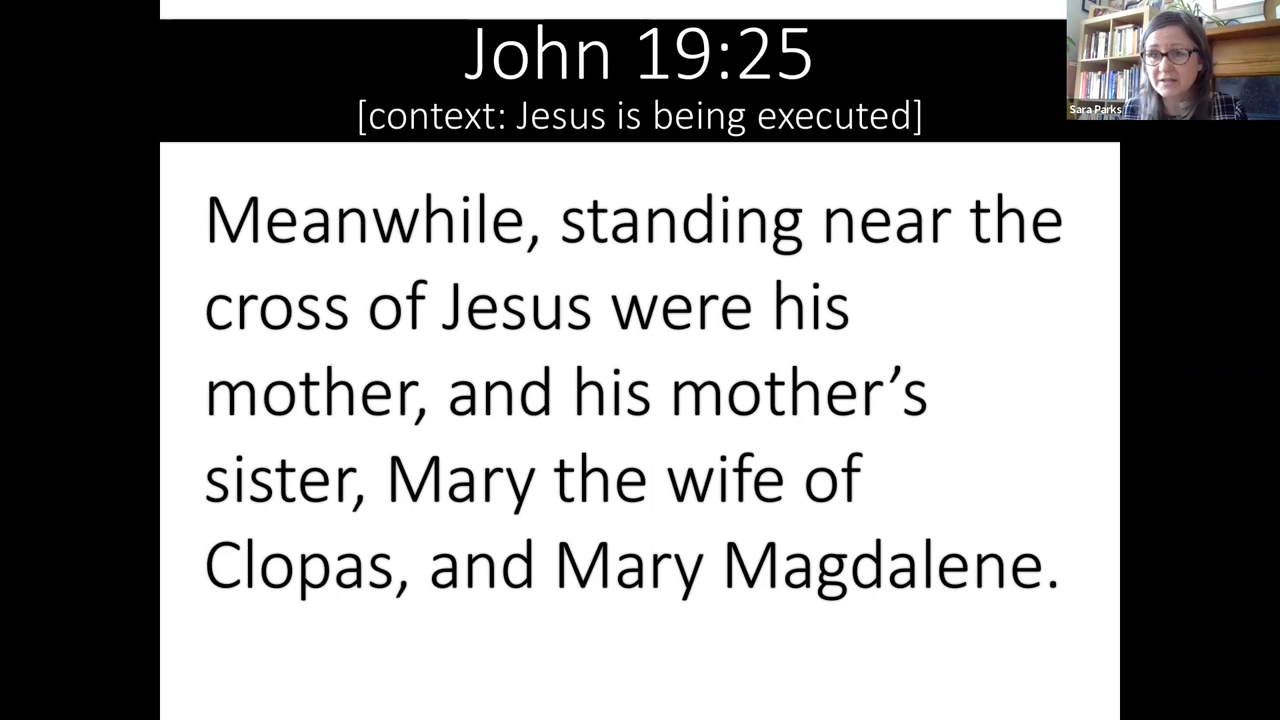 John 19:25
[context: Jesus is being executed]
Sara Parks
Meanwhile, standing near the
cross of Jesus were his
mother, and his mother’s
sister, Mary the wife of
Clopas, and Mary Magdalene.